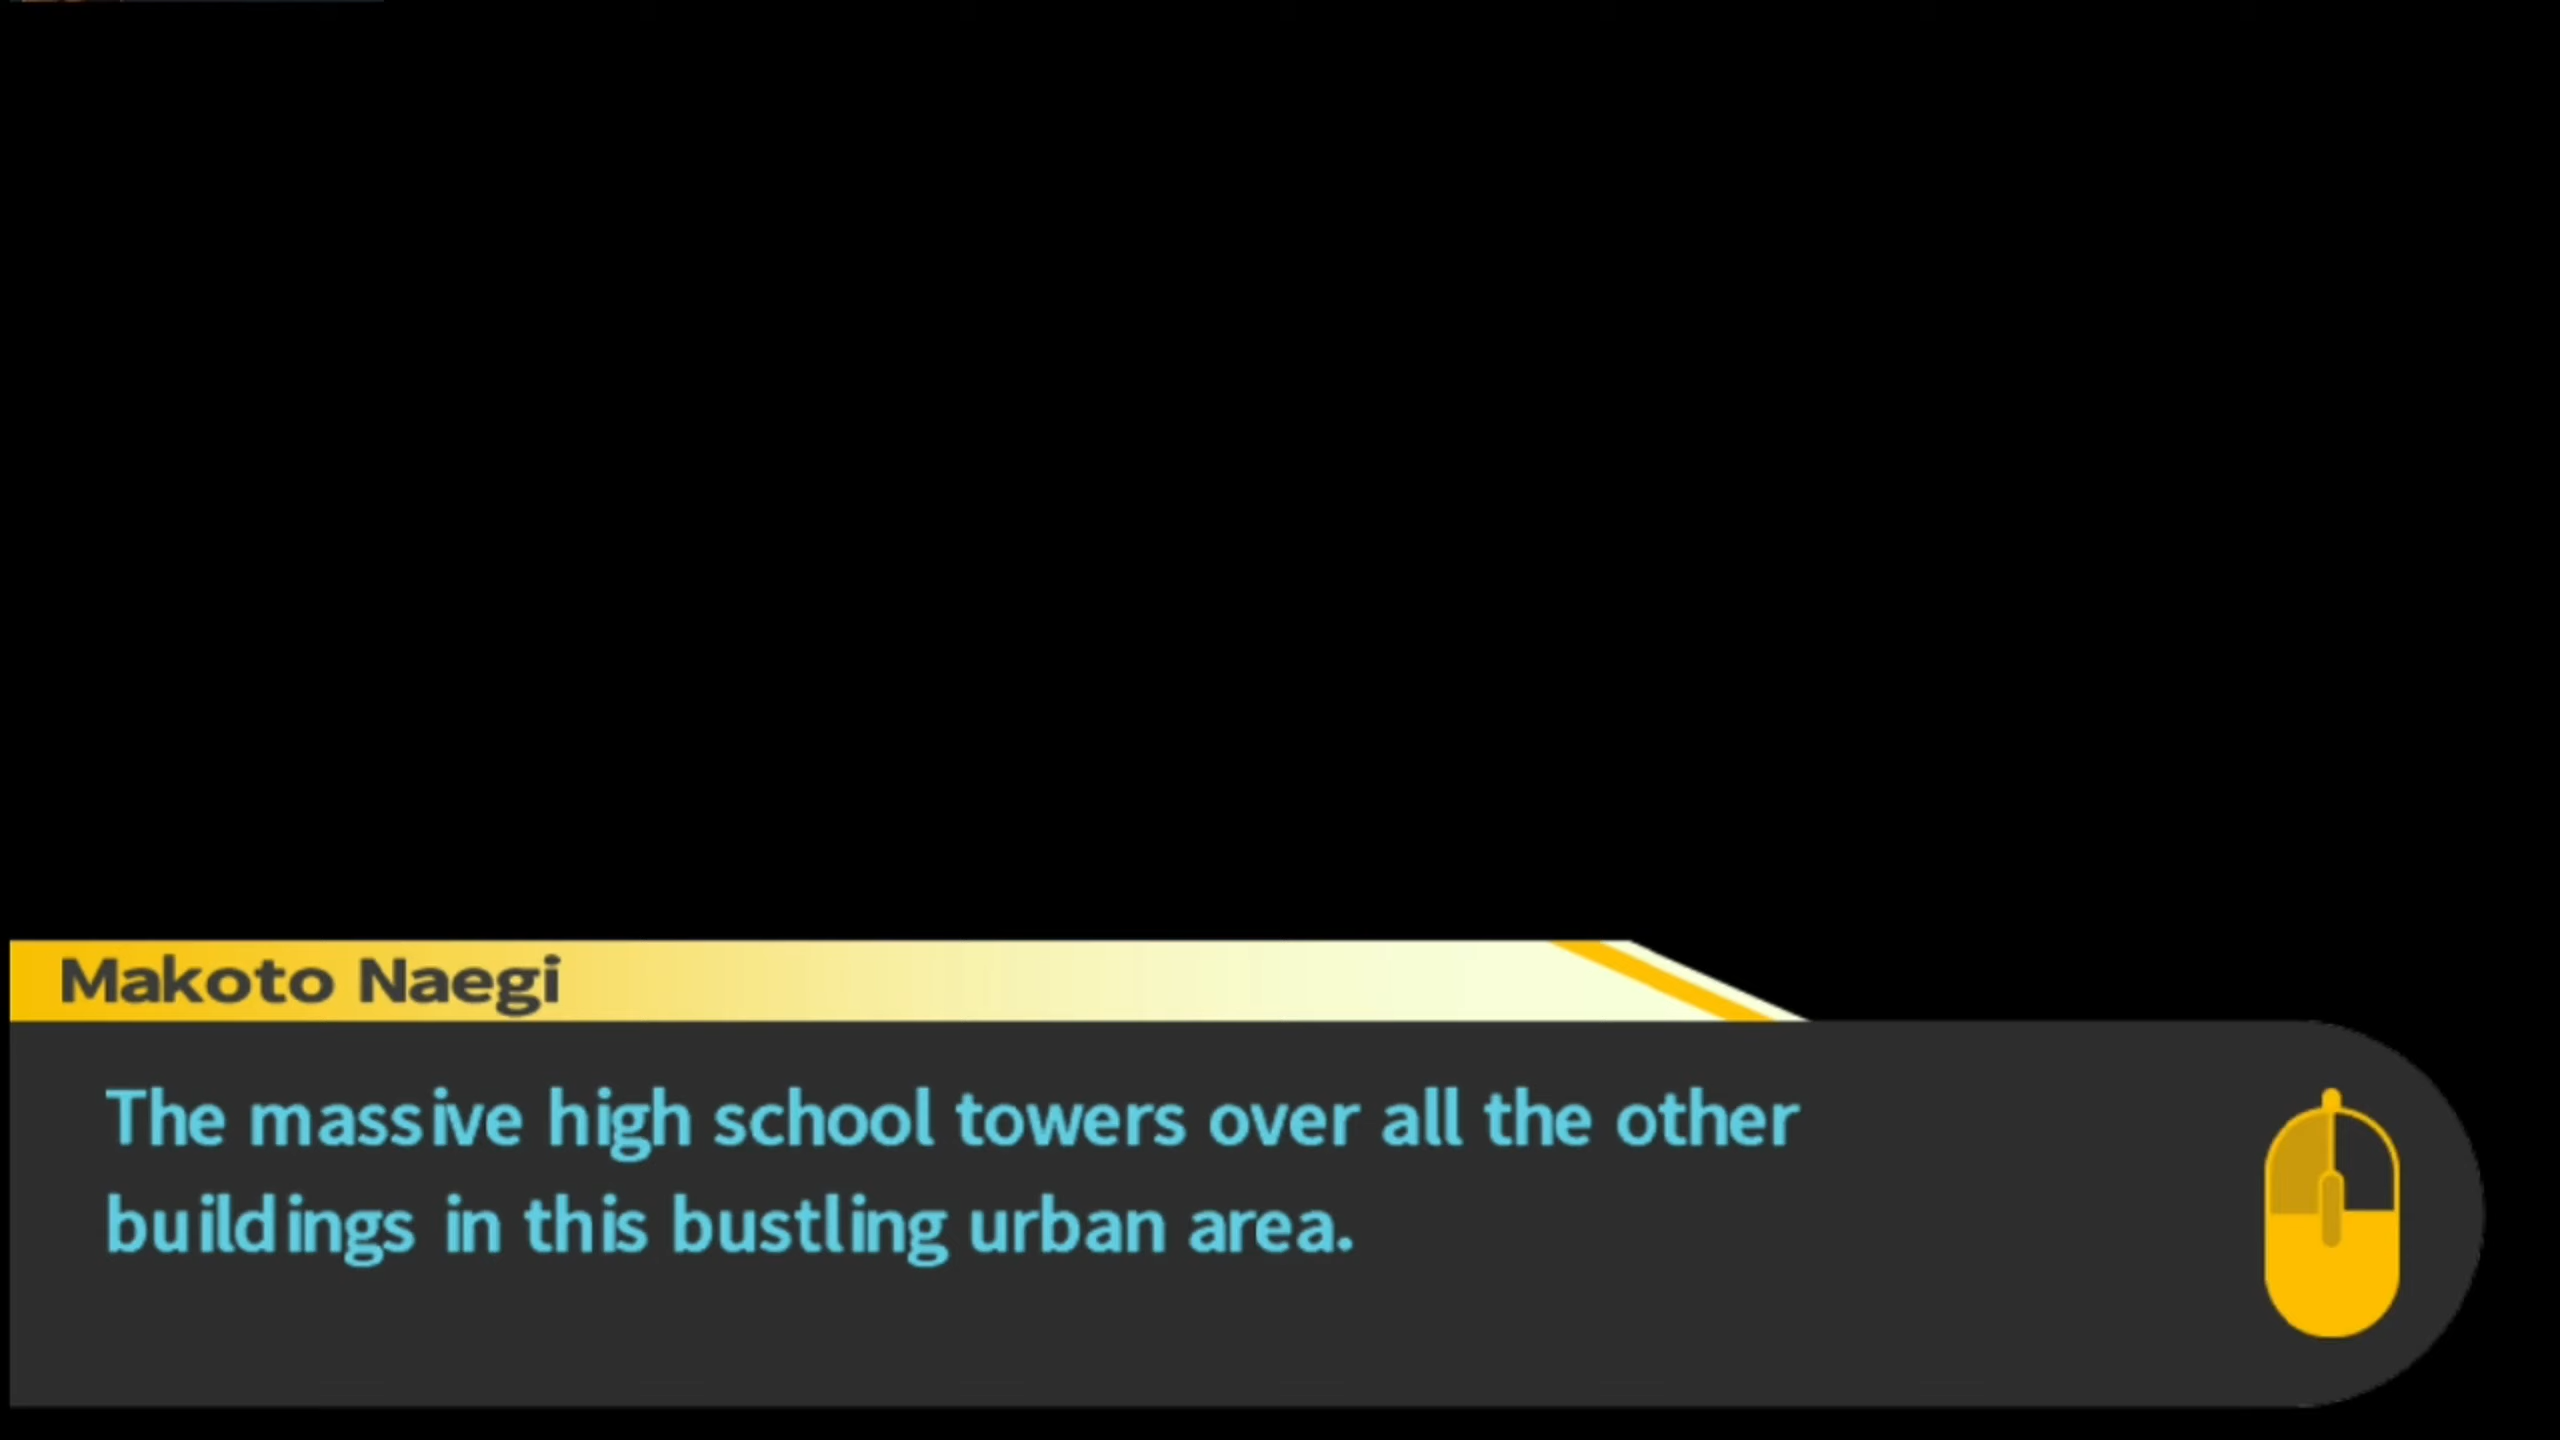 Makoto Naegi
The massive high school towers over all the other
buildings in this bustling urban area.